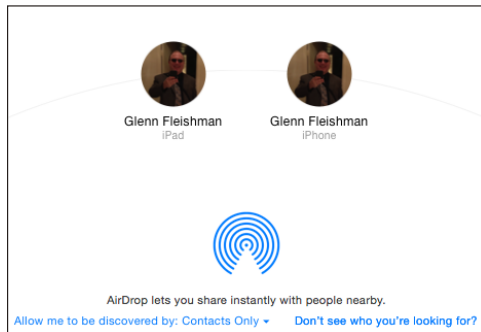 Glenn Fleishman
iPad
Glenn Fleishman
iPhone
AirDrop lets you share instantly with people nearby.
Allow me to be discovered by: Contacts Only
Don't see who you're looking for?